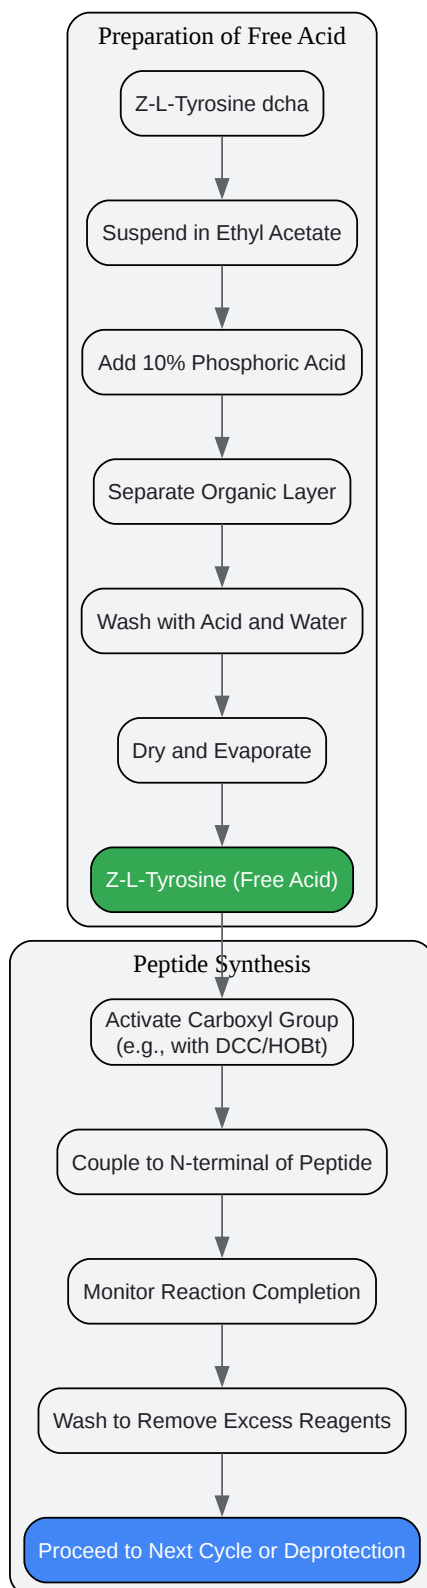 Preparation of Free Acid
Z-L-Tyrosine dcha
Suspend in Ethyl Acetate
Add 10% Phosphoric Acid
Separate Organic Layer
Wash with Acid and Water
Dry and Evaporate
Z-L-Tyrosine (Free Acid)
Peptide Synthesis
Activate Carboxyl Group
(e.g., with DCC/HOBt)
Couple to N-terminal of Peptide
Monitor Reaction Completion
Wash to Remove Excess Reagents
Proceed to Next Cycle or Deprotection